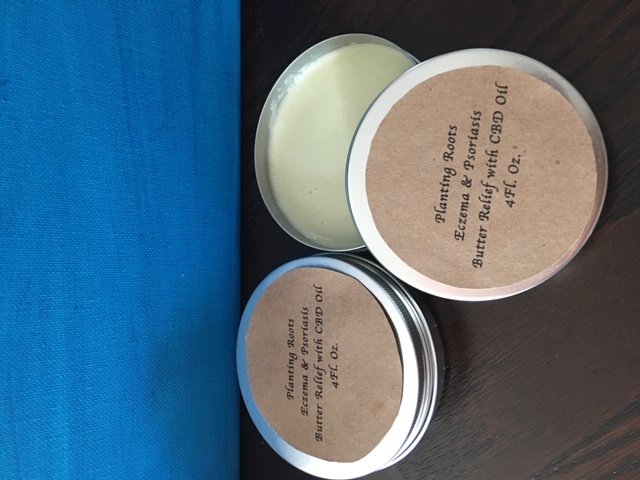 Planting Roots
Eczema & Psoriasis
Butter Relief with CBD Oil
4Fl. Oz.
Planting Roots
Eczema & Psoriasis
Butter Relief with CBD Oil
4Fl. Oz.